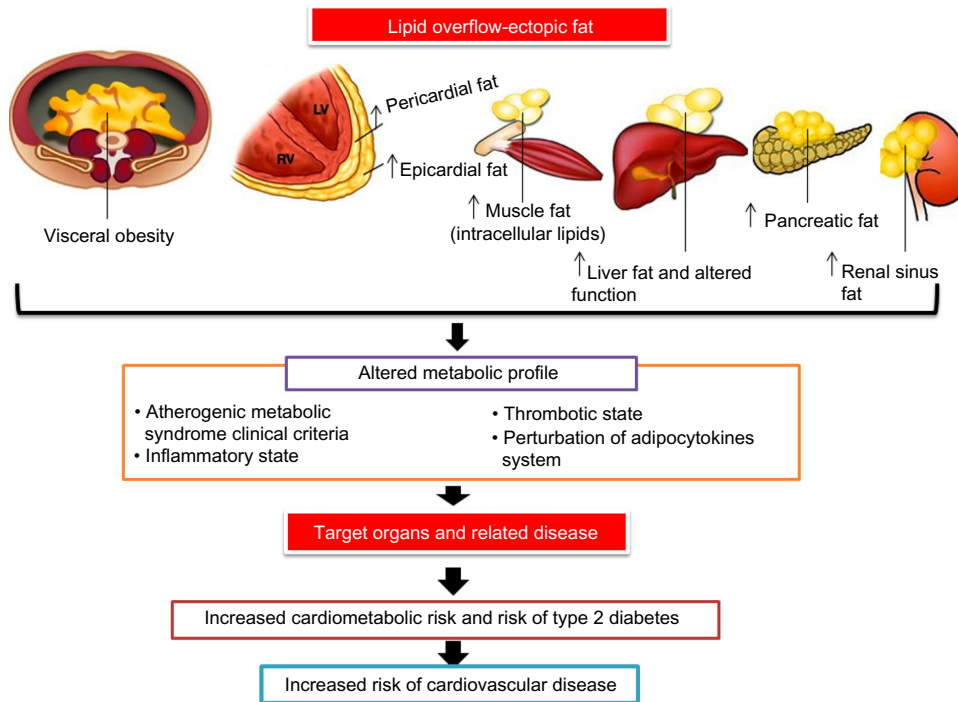 Lipid overflow-ectopic fat
LV
RV
↑ Pericardial fat
↑ Epicardial fat
Visceral obesity
↑ Muscle fat
(intracellular lipids)
↑ Liver fat and altered
function
↑ Pancreatic fat
↑ Renal sinus
fat
Altered metabolic profile
• Atherogenic metabolic
syndrome clinical criteria
• Inflammatory state
• Thrombotic state
• Perturbation of adipocytokines
system
Target organs and related disease
Increased cardiometabolic risk and risk of type 2 diabetes
Increased risk of cardiovascular disease